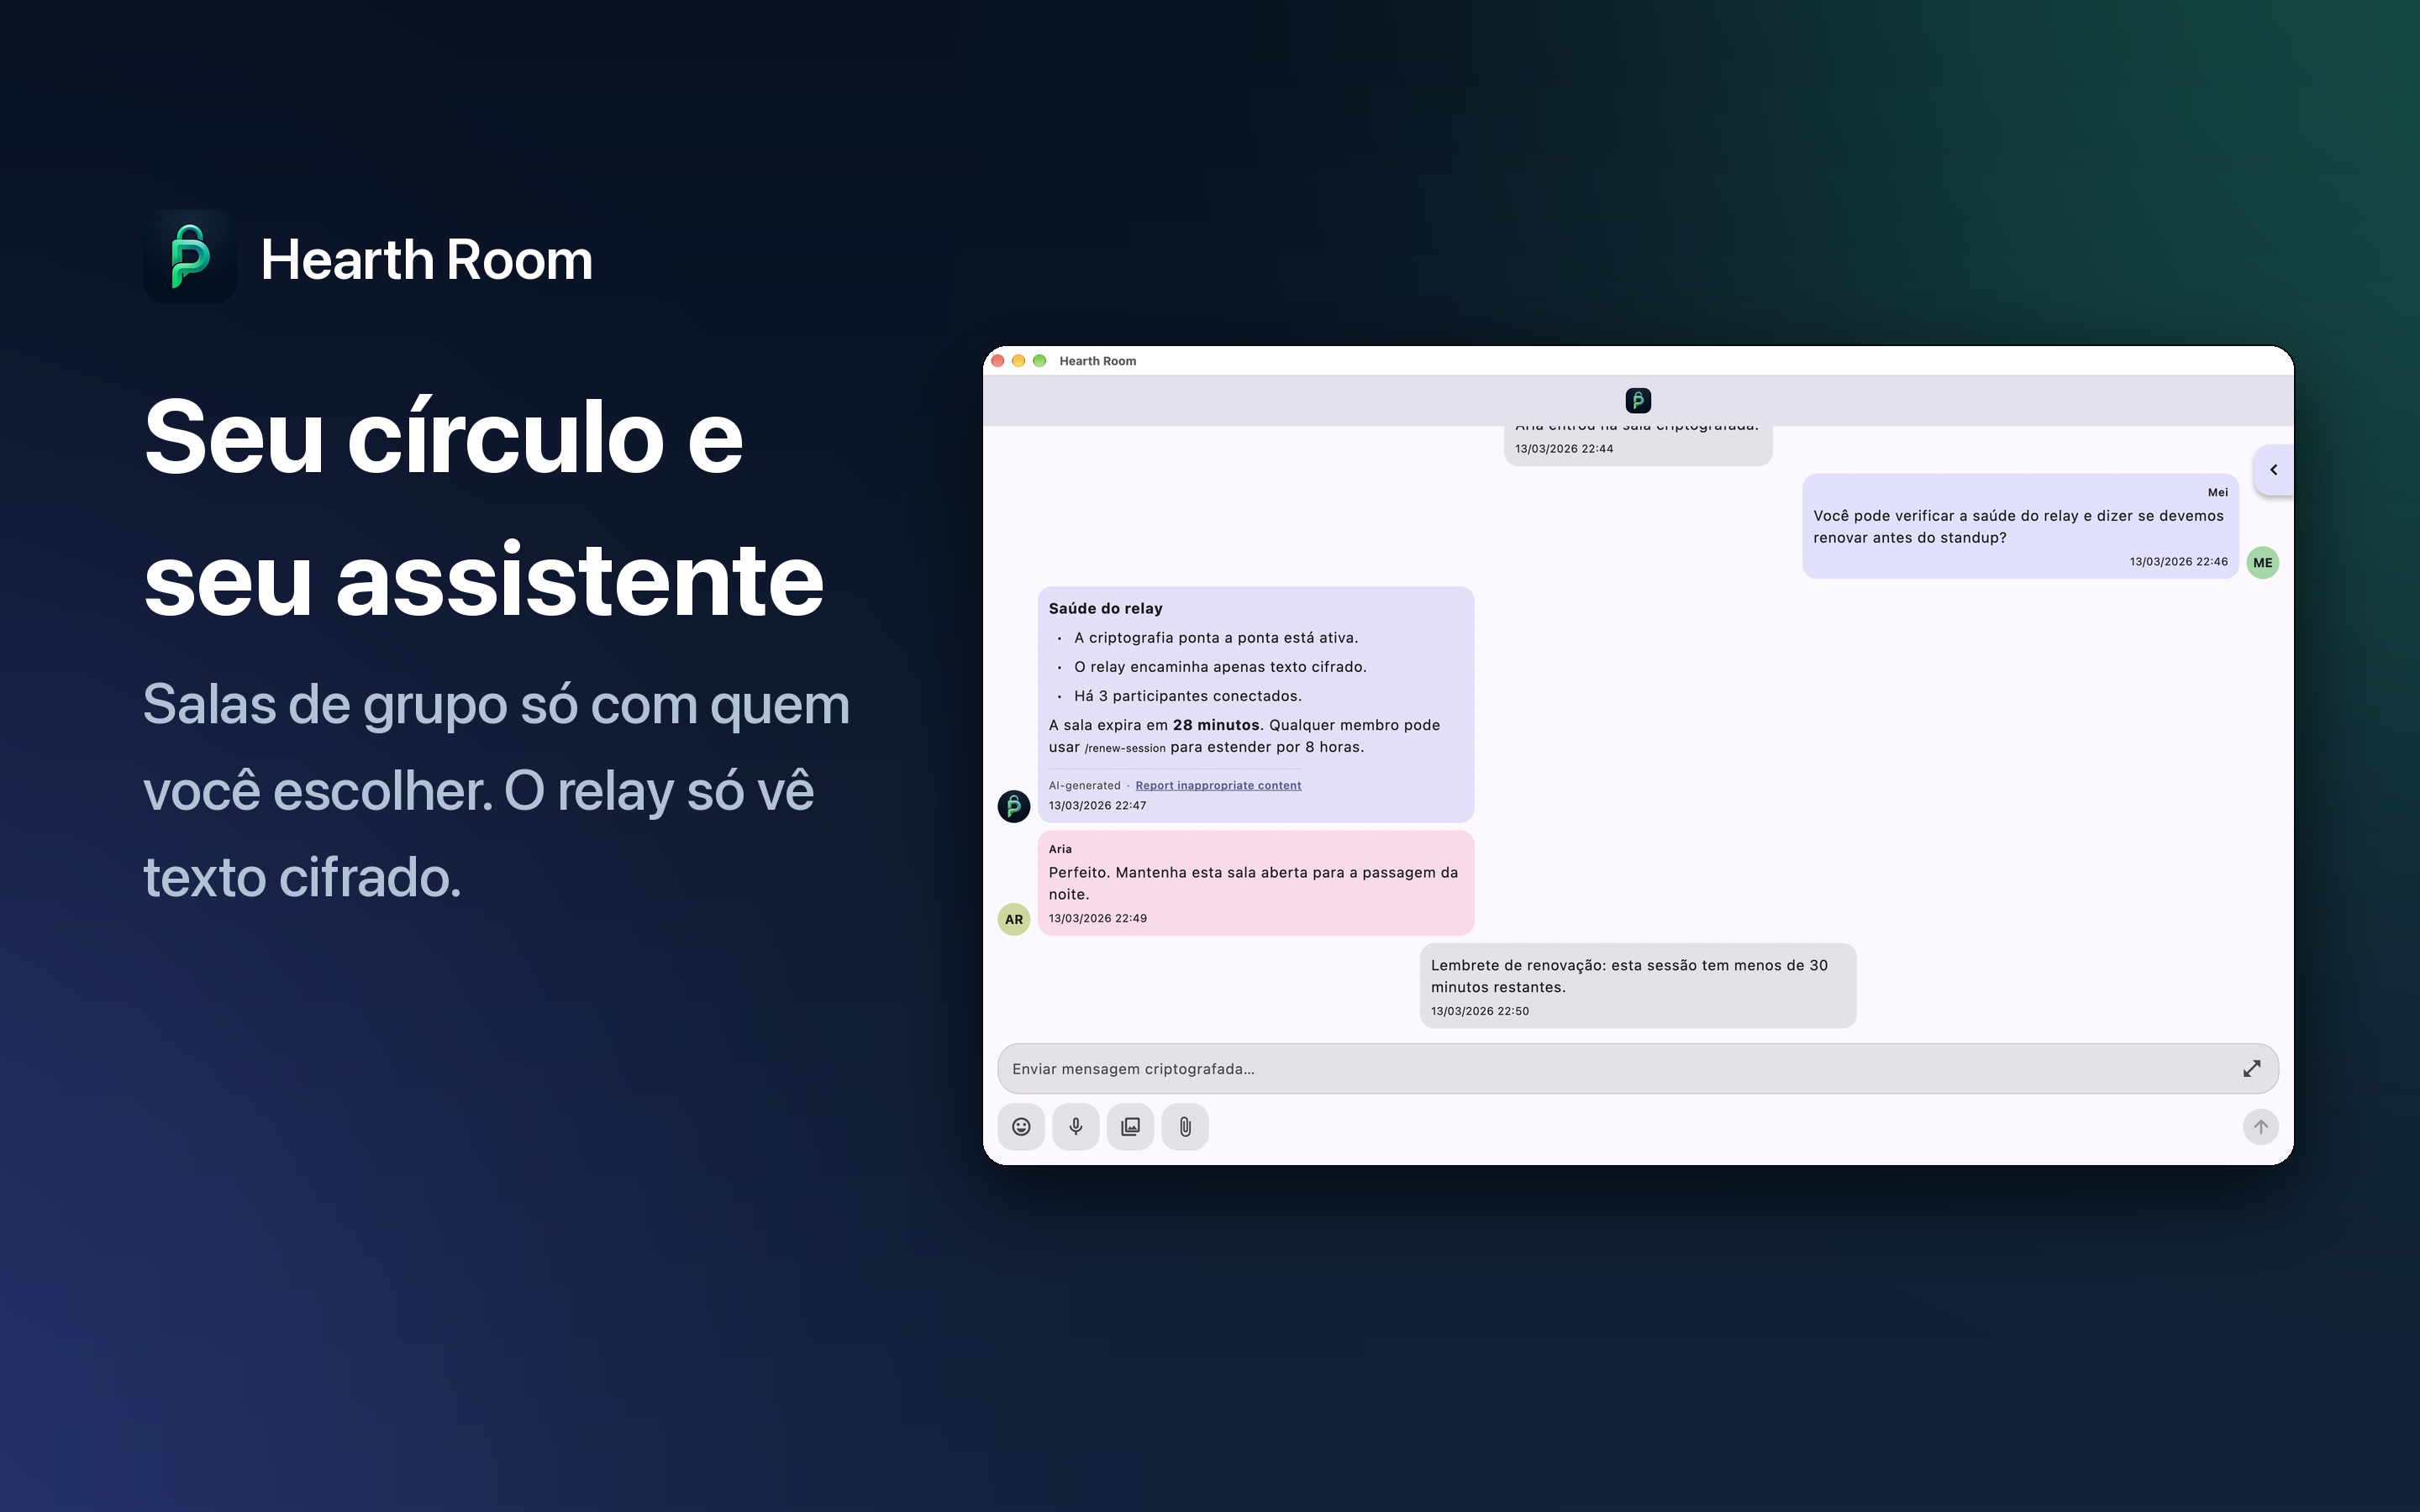 Hearth Room
Seu círculo e
seu assistente
Salas de grupo só com quem
você escolher. O relay só vê
texto cifrado.
Hearth Room
Aria entrou na sala criptografada.
13/03/2026 22:44
Mei
Você pode verificar a saúde do relay e dizer se devemos
renovar antes do standup?
13/03/2026 22:46
ME
Saúde do relay
• A criptografia ponta a ponta está ativa.
• O relay encaminha apenas texto cifrado.
• Há 3 participantes conectados.
A sala expira em 28 minutos. Qualquer membro pode
usar /renew-session para estender por 8 horas.
AI-generated · Report inappropriate content
13/03/2026 22:47
Aria
Perfeito. Mantenha esta sala aberta para a passagem da
noite.
13/03/2026 22:49
AR
Lembrete de renovação: esta sessão tem menos de 30
minutos restantes.
13/03/2026 22:50
Enviar mensagem criptografada...